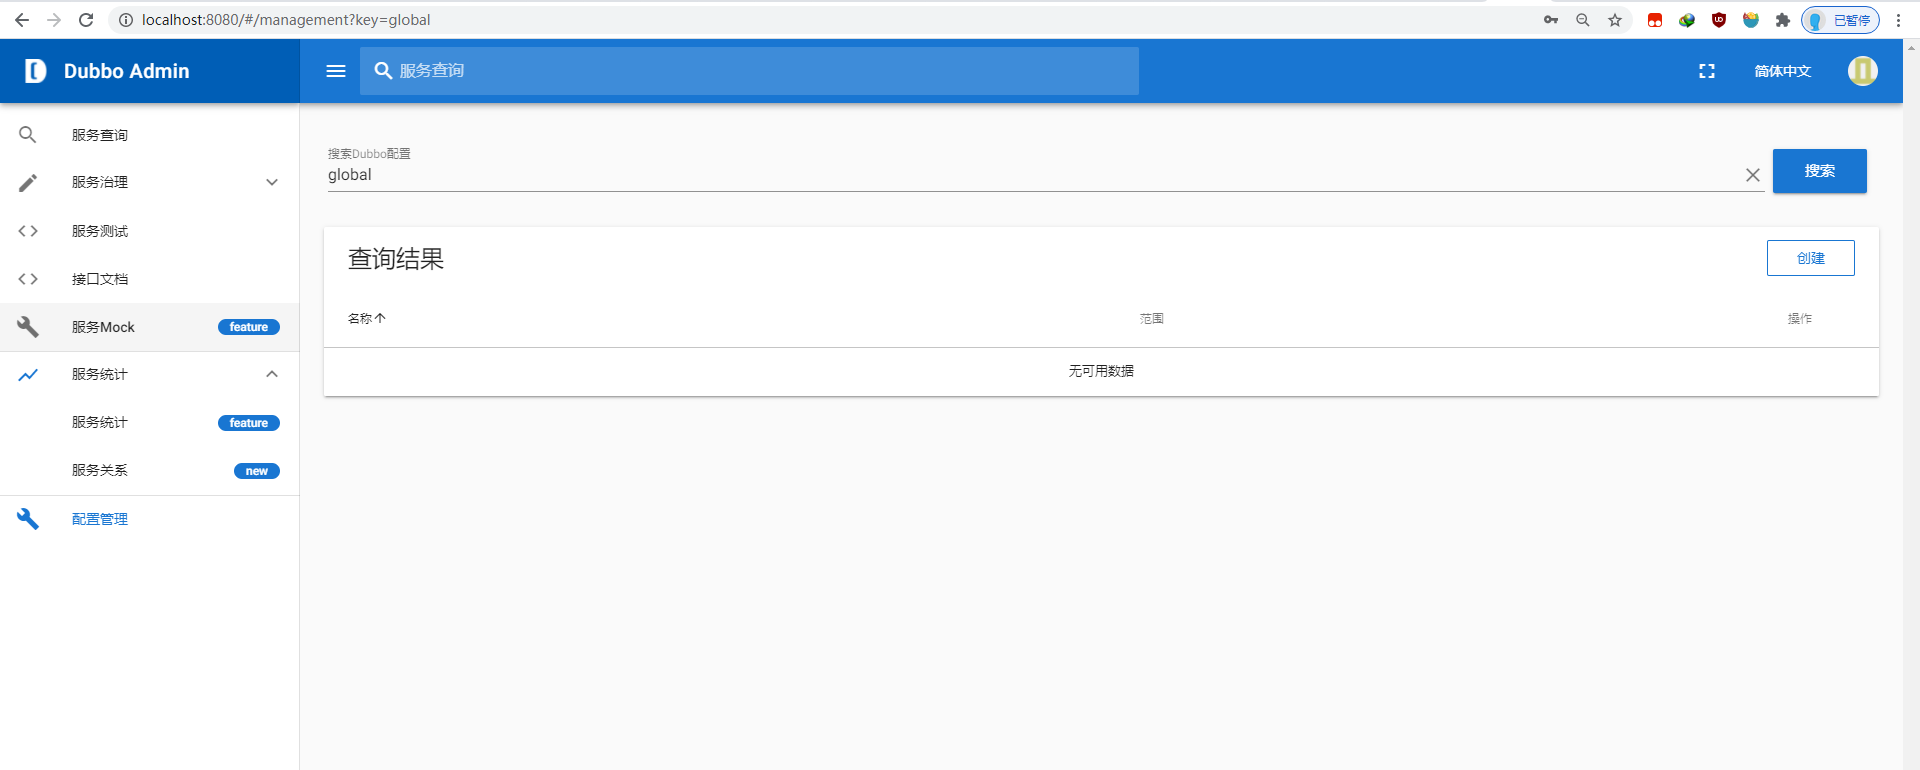 localhost:8080/#/management?key=global
已暂停
Dubbo Admin
服务查询
简体中文
服务查询
服务治理
服务测试
接口文档
服务Mock feature
服务统计
服务统计 feature
服务关系 new
配置管理
搜索Dubbo配置
global
搜索
查询结果
创建
名称 范围 操作
无可用数据